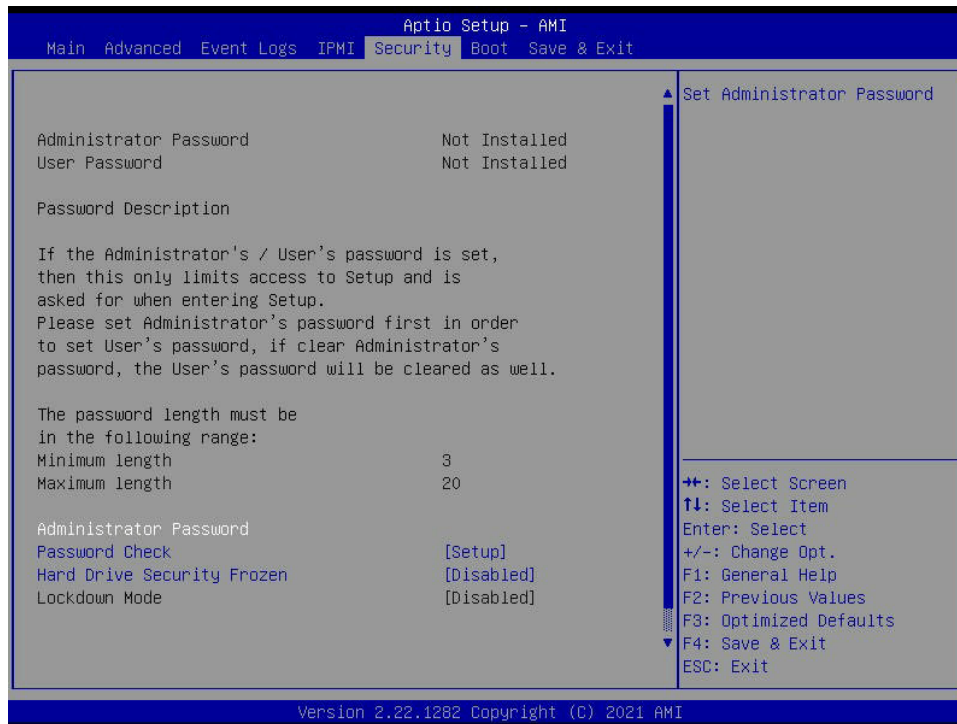 Aptio Setup - AMI
Main Advanced Event Logs IPMI Security Boot Save & Exit
Set Administrator Password
Administrator Password Not Installed
User Password Not Installed
Password Description
If the Administrator's / User's password is set,
then this only limits access to Setup and is
asked for when entering Setup.
Please set Administrator's password first in order
to set User's password, if clear Administrator's
password, the User's password will be cleared as well.
The password length must be
in the following range:
Minimum length 3
Maximum length 20
Administrator Password
Password Check [Setup]
Hard Drive Security Frozen [Disabled]
Lockdown Mode [Disabled]
→←: Select Screen
↑↓: Select Item
Enter: Select
+/-: Change Opt.
F1: General Help
F2: Previous Values
F3: Optimized Defaults
F4: Save & Exit
ESC: Exit
Version 2.22.1282 Copyright (C) 2021 AMI